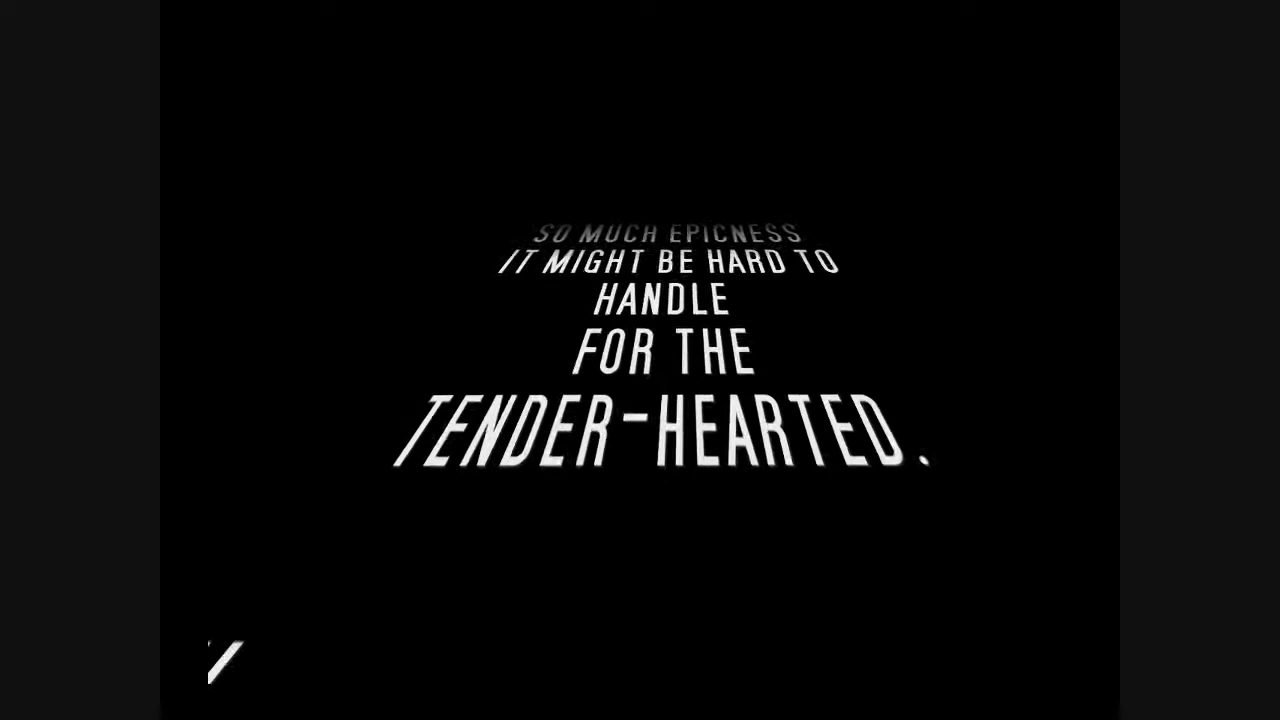 SO MUCH EPICNESS
IT MIGHT BE HARD TO
HANDLE
FOR THE
TENDER-HEARTED.